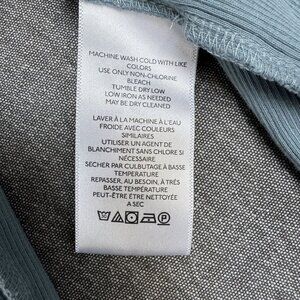 MACHINE WASH COLD WITH LIKE
COLORS
USE ONLY NON-CHLORINE
BLEACH
TUMBLE DRY LOW
LOW IRON AS NEEDED
MAY BE DRY CLEANED
LAVER À LA MACHINE À L'EAU
FROIDE AVEC COULEURS
SIMILAIRES
UTILISER UN AGENT DE
BLANCHIMENT SANS CHLORE SI
NÉCESSAIRE
SÉCHER PAR CULBUTAGE À BASSE
TEMPERATURE
REPASSER, AU BESOIN, À TRÈS
BASSE TEMPÉRATURE
PEUT-ÊTRE ÊTRE NETTOYÉE
A SEC